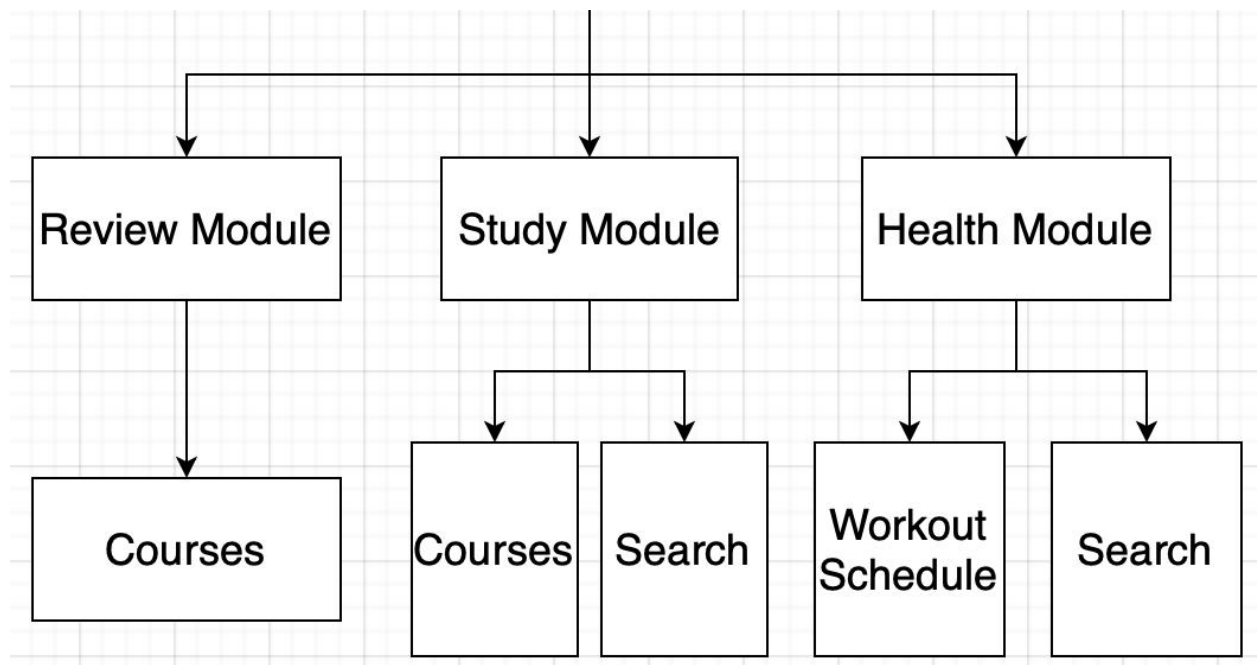 Review Module
Study Module
Health Module
Courses
Courses
Search
Workout
Schedule
Search